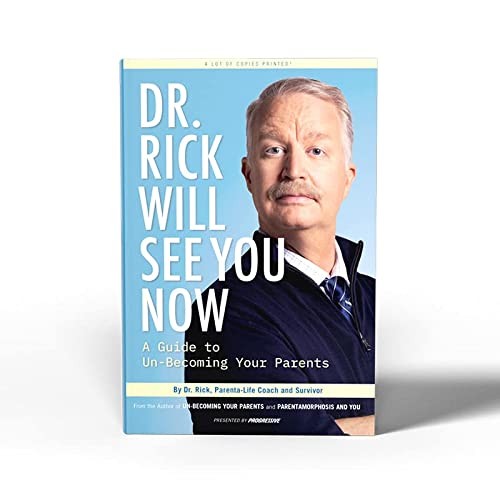 A LOT OF COPIES PRINTED*
DR.
RICK
WILL
SEE YOU
NOW
A Guide to
Un-Becoming Your Parents
By Dr. Rick, Parenta-Life Coach and Survivor
From the Author of UN-BECOMING YOUR PARENTS and PARENTAMORPHOSIS AND YOU
PRESENTED BY PROGRESSIVE